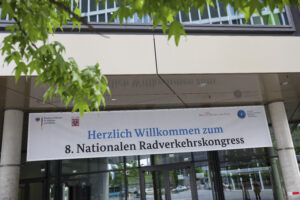 Herzlich Willkommen zum
8. Nationalen Radverkehrskongress